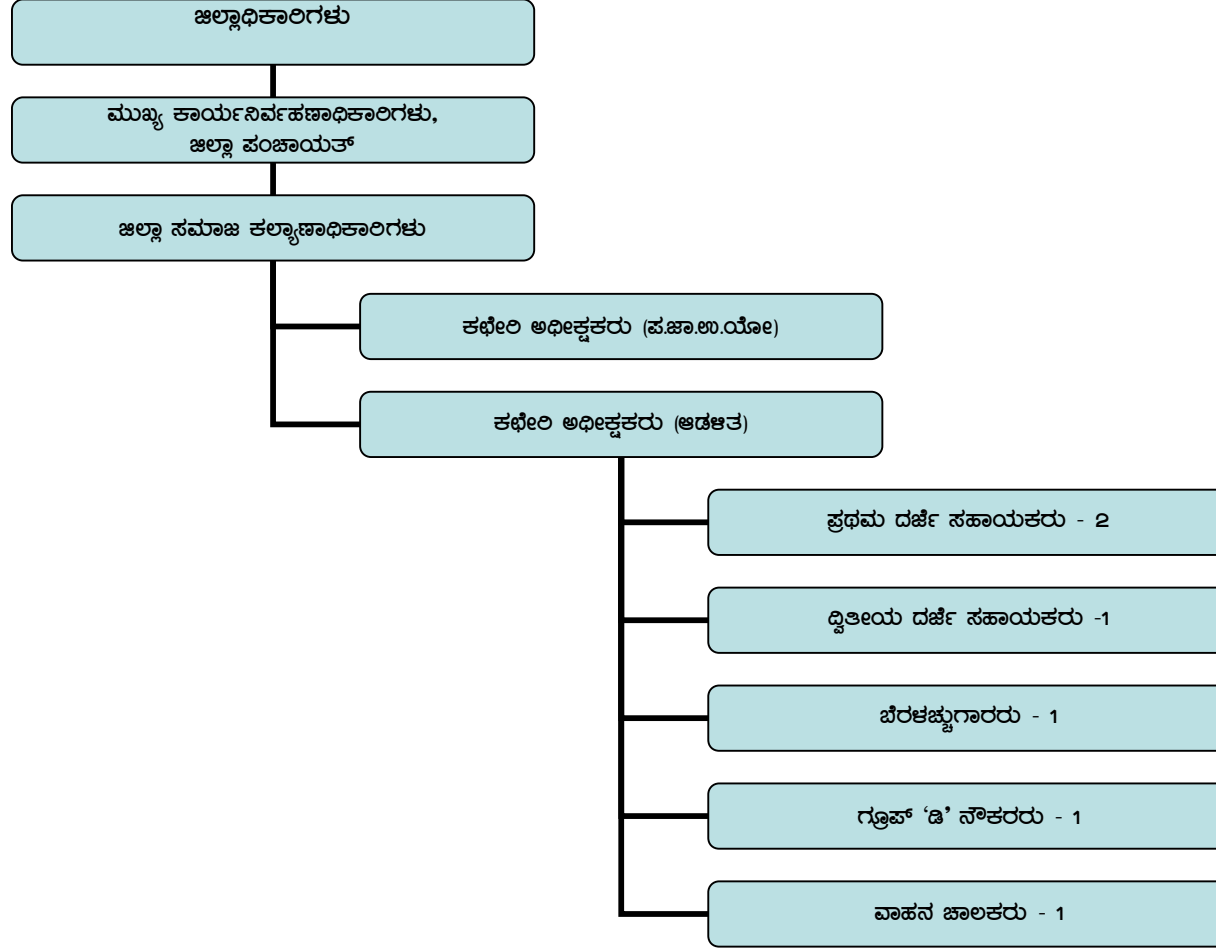 ಜಿಲ್ಲಾಧಿಕಾರಿಗಳು
ಮುಖ್ಯ ಕಾರ್ಯನಿರ್ವಹಣಾಧಿಕಾರಿಗಳು,
ಜಿಲ್ಲಾ ಪಂಚಾಯತ್
ಜಿಲ್ಲಾ ಸಮಾಜ ಕಲ್ಯಾಣಾಧಿಕಾರಿಗಳು
ಕಛೇರಿ ಅಧೀಕ್ಷಕರು (ಪ.ಜಾ.ಉ.ಯೋ)
ಕಛೇರಿ ಅಧೀಕ್ಷಕರು (ಆಡಳಿತ)
ಪ್ರಥಮ ದರ್ಜೆ ಸಹಾಯಕರು - 2
ದ್ವಿತೀಯ ದರ್ಜೆ ಸಹಾಯಕರು -1
ಬೆರಳಚ್ಚುಗಾರರು - 1
ಗ್ರೂಪ್ ‘ಡಿ’ ನೌಕರರು - 1
ವಾಹನ ಚಾಲಕರು - 1